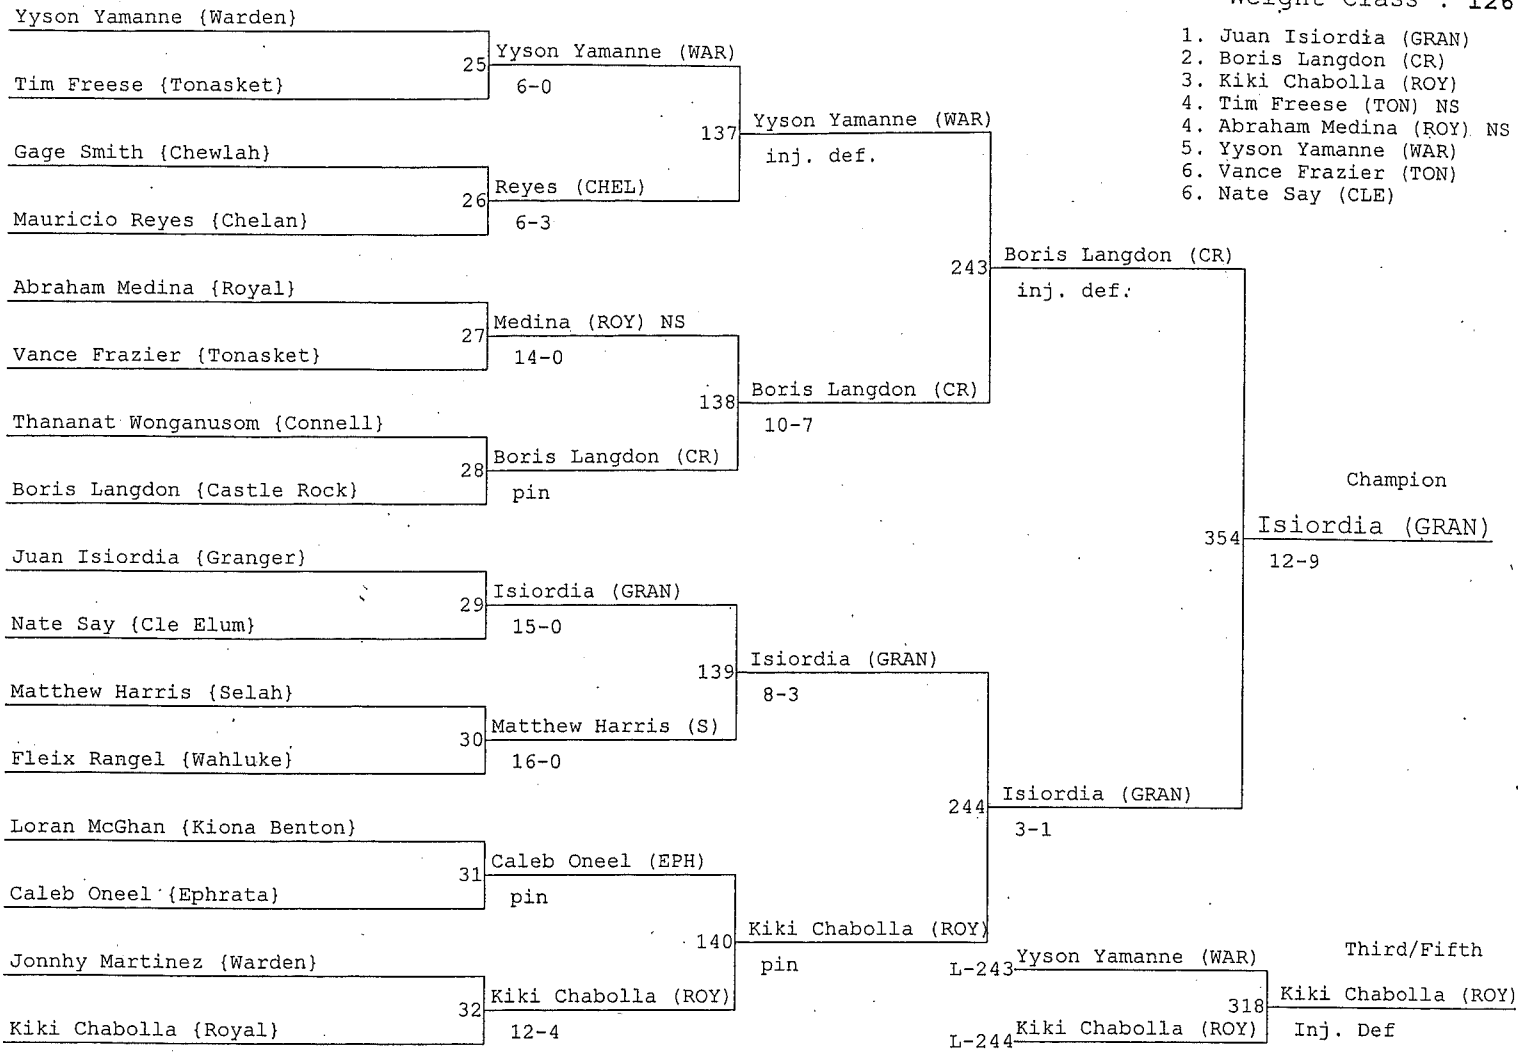 Weight Class : 126
1. Juan Isiordia (GRAN)
2. Boris Langdon (CR)
3. Kiki Chabolla (ROY)
4. Tim Freese (TON) NS
4. Abraham Medina (ROY) NS
5. Yyson Yamanne (WAR)
6. Vance Frazier (TON)
6. Nate Say (CLE)
Yyson Yamanne {Warden}
25 Yyson Yamanne (WAR)
6-0
Tim Freese {Tonasket}
137 Yyson Yamanne (WAR)
inj. def.
Gage Smith {Chewlah}
26 Reyes (CHEL)
6-3
Mauricio Reyes {Chelan}
243 Boris Langdon (CR)
inj. def.
Abraham Medina {Royal}
27 Medina (ROY) NS
14-0
Vance Frazier {Tonasket}
138 Boris Langdon (CR)
10-7
Thananat Wonganusom {Connell}
28 Boris Langdon (CR)
pin
Boris Langdon {Castle Rock}
Champion
354 Isiordia (GRAN)
12-9
Juan Isiordia {Granger}
29 Isiordia (GRAN)
15-0
Nate Say {Cle Elum}
139 Isiordia (GRAN)
8-3
Matthew Harris {Selah}
30 Matthew Harris (S)
16-0
Fleix Rangel {Wahluke}
244 Isiordia (GRAN)
3-1
Loran McGhan {Kiona Benton}
31 Caleb Oneel (EPH)
pin
Caleb Oneel {Ephrata}
140 Kiki Chabolla (ROY)
pin
Jonnhy Martinez {Warden}
32 Kiki Chabolla (ROY)
12-4
Kiki Chabolla {Royal}
Third/Fifth
L-243 Yyson Yamanne (WAR)
318 Kiki Chabolla (ROY)
Inj. Def
L-244 Kiki Chabolla (ROY)